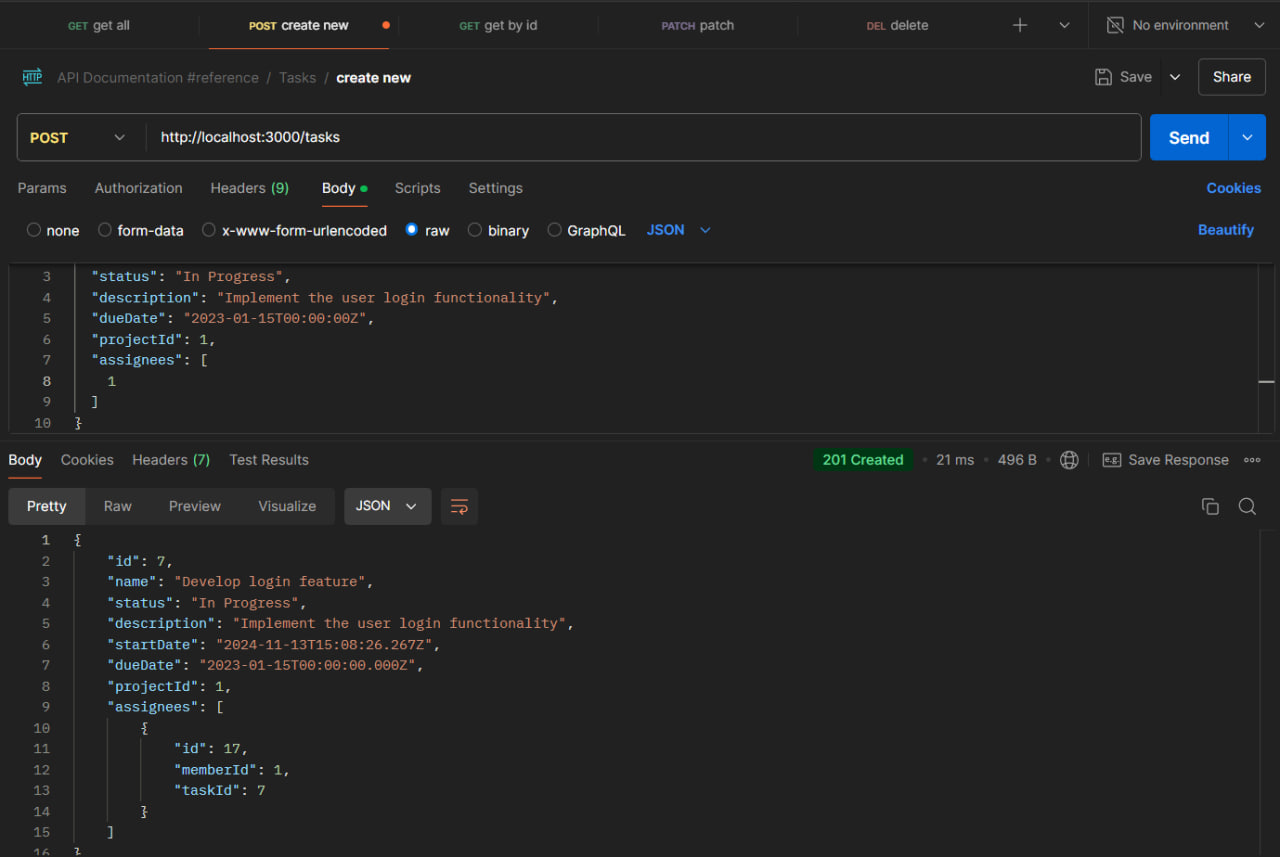 GET get all POST create new GET get by id PATCH patch DEL delete No environment
HTTP API Documentation #reference / Tasks / create new Save Share
POST http://localhost:3000/tasks Send
Params Authorization Headers (9) Body Scripts Settings Cookies
none form-data x-www-form-urlencoded raw binary GraphQL JSON Beautify
3 "status": "In Progress",
4 "description": "Implement the user login functionality",
5 "dueDate": "2023-01-15T00:00:00Z",
6 "projectId": 1,
7 "assignees": [
8 1
9 ]
10 }
Body Cookies Headers (7) Test Results 201 Created 21 ms 496 B e.g. Save Response
Pretty Raw Preview Visualize JSON
1 {
2 "id": 7,
3 "name": "Develop login feature",
4 "status": "In Progress",
5 "description": "Implement the user login functionality",
6 "startDate": "2024-11-13T15:08:26.267Z",
7 "dueDate": "2023-01-15T00:00:00.000Z",
8 "projectId": 1,
9 "assignees": [
10 {
11 "id": 17,
12 "memberId": 1,
13 "taskId": 7
14 }
15 ]
16 }